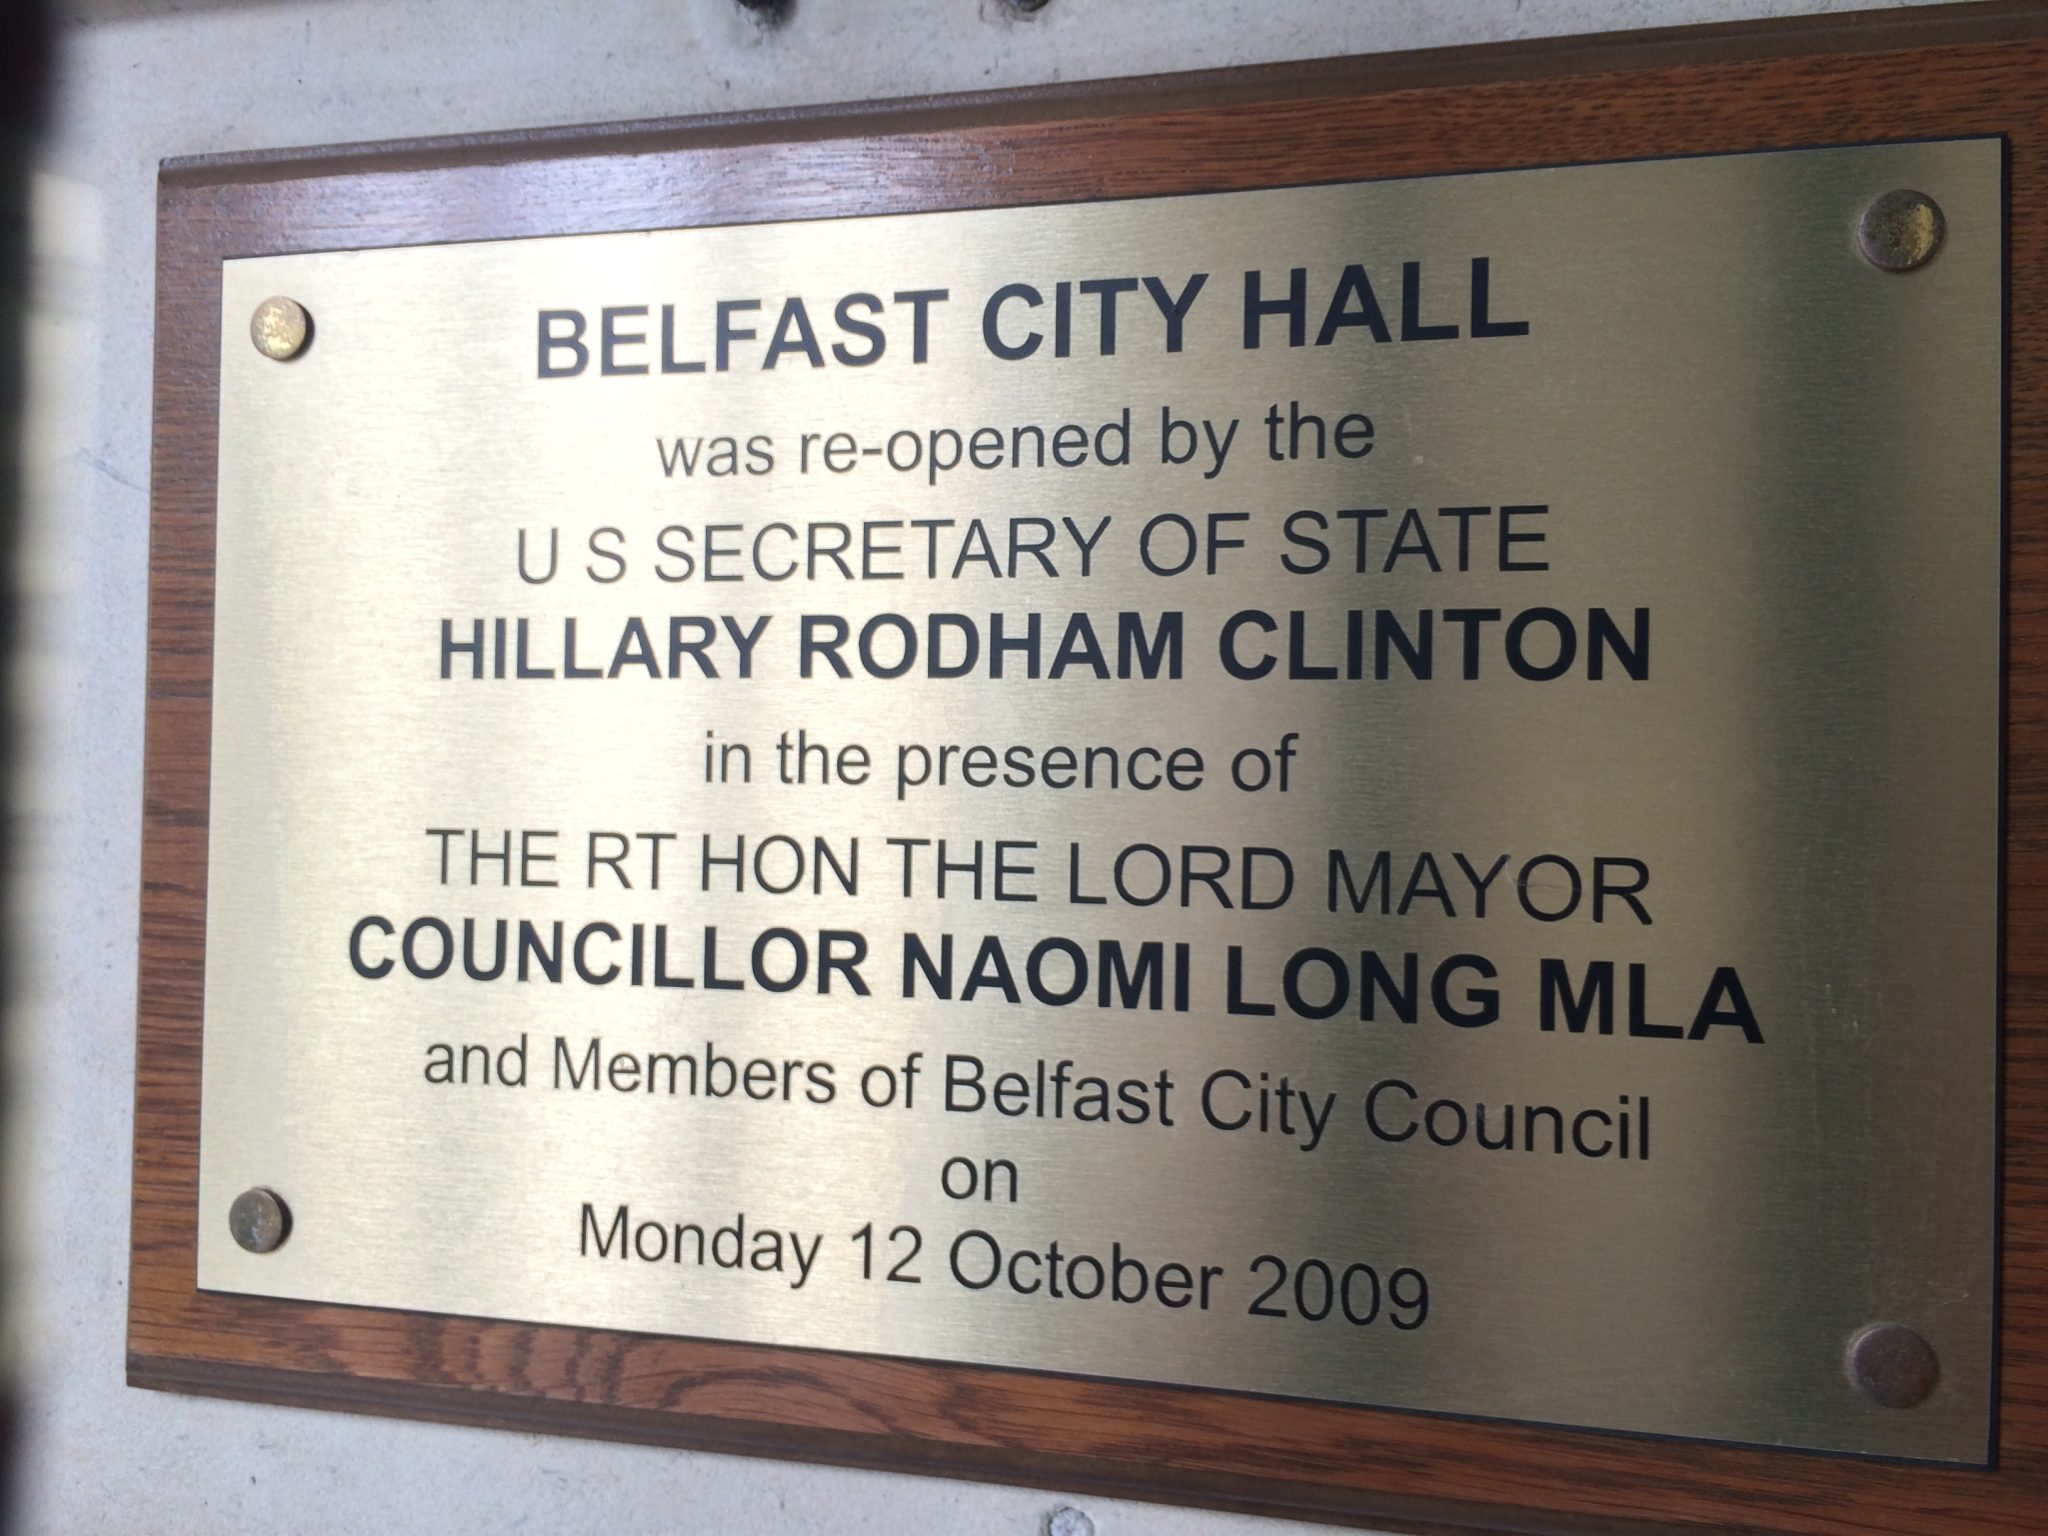 BELFAST CITY HALL
was re-opened by the
U S SECRETARY OF STATE
HILLARY RODHAM CLINTON
in the presence of
THE RT HON THE LORD MAYOR
COUNCILLOR NAOMI LONG MLA
and Members of Belfast City Council
on
Monday 12 October 2009